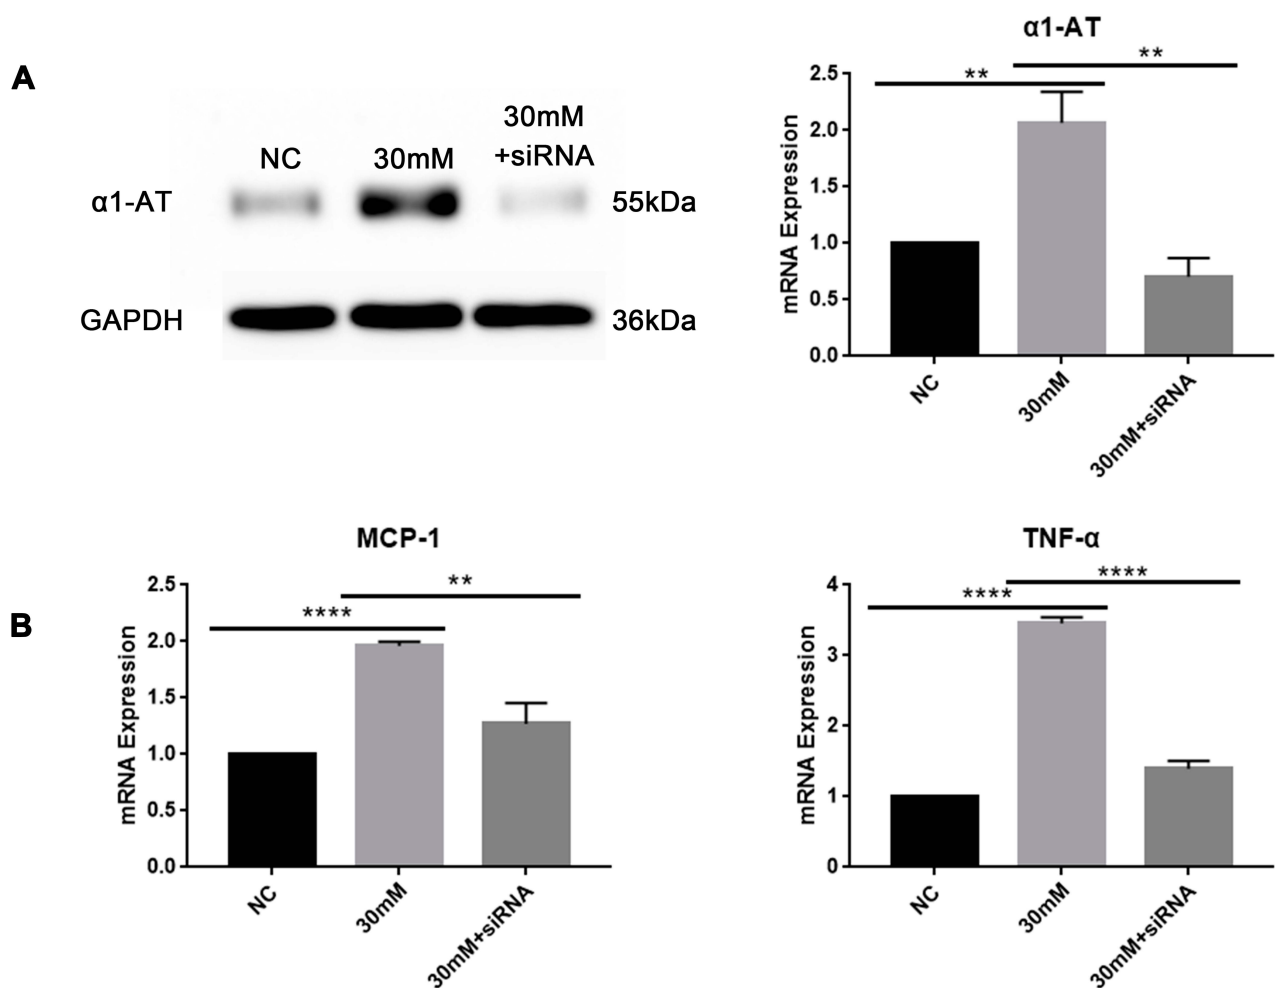 A
NC
30mM
30mM
+siRNA
α1-AT
55kDa
GAPDH
36kDa
α1-AT
**
**
mRNA Expression
2.5
2.0
1.5
1.0
0.5
0.0
NC
30mM
30mM+siRNA
B
MCP-1
**
****
mRNA Expression
2.5
2.0
1.5
1.0
0.5
0.0
NC
30mM
30mM+siRNA
TNF-α
****
****
mRNA Expression
4
3
2
1
0
NC
30mM
30mM+siRNA